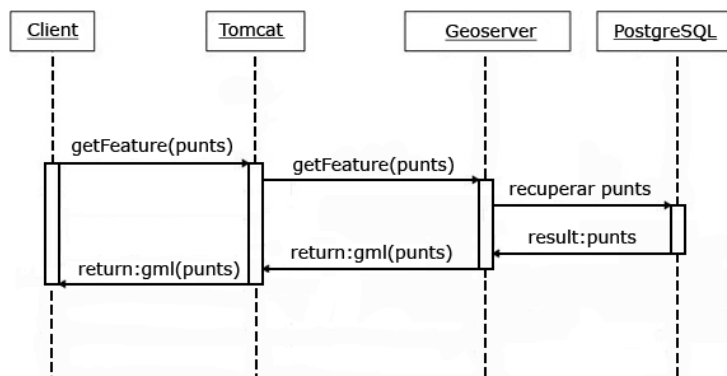 Client
Tomcat
Geoserver
PostgreSQL
getFeature(punts)
getFeature(punts)
recuperar punts
result:punts
return:gml(punts)
return:gml(punts)